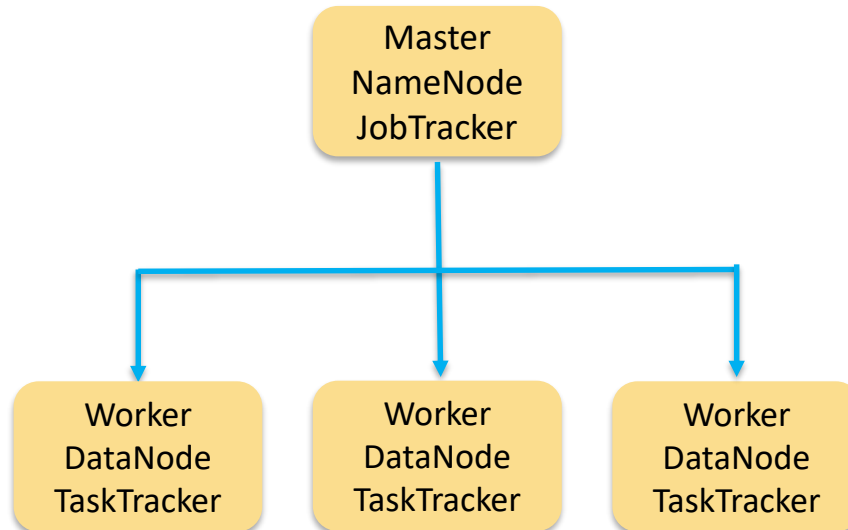 Master
NameNode
JobTracker
Worker
DataNode
TaskTracker
Worker
DataNode
TaskTracker
Worker
DataNode
TaskTracker